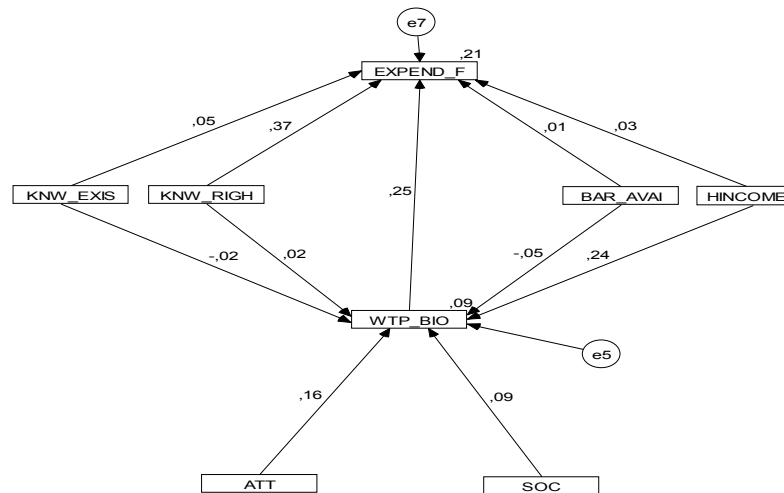 e7
,21
EXPEND_F
,05
,37
,01
,03
KNW_EXIS
KNW_RIGH
,25
BAR_AVAI
HINCOME
-,02
,02
-,05
,24
,09
WTP_BIO
e5
,16
,09
ATT
SOC